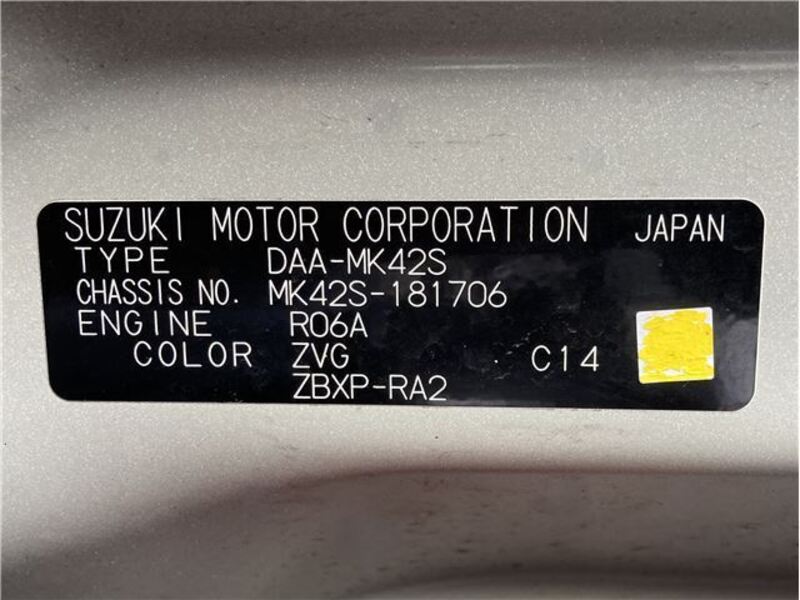 SUZUKI MOTOR CORPORATION JAPAN
TYPE DAA-MK42S
CHASSIS NO. MK42S-181706
ENGINE R06A
COLOR ZVG C14
ZBXP-RA2